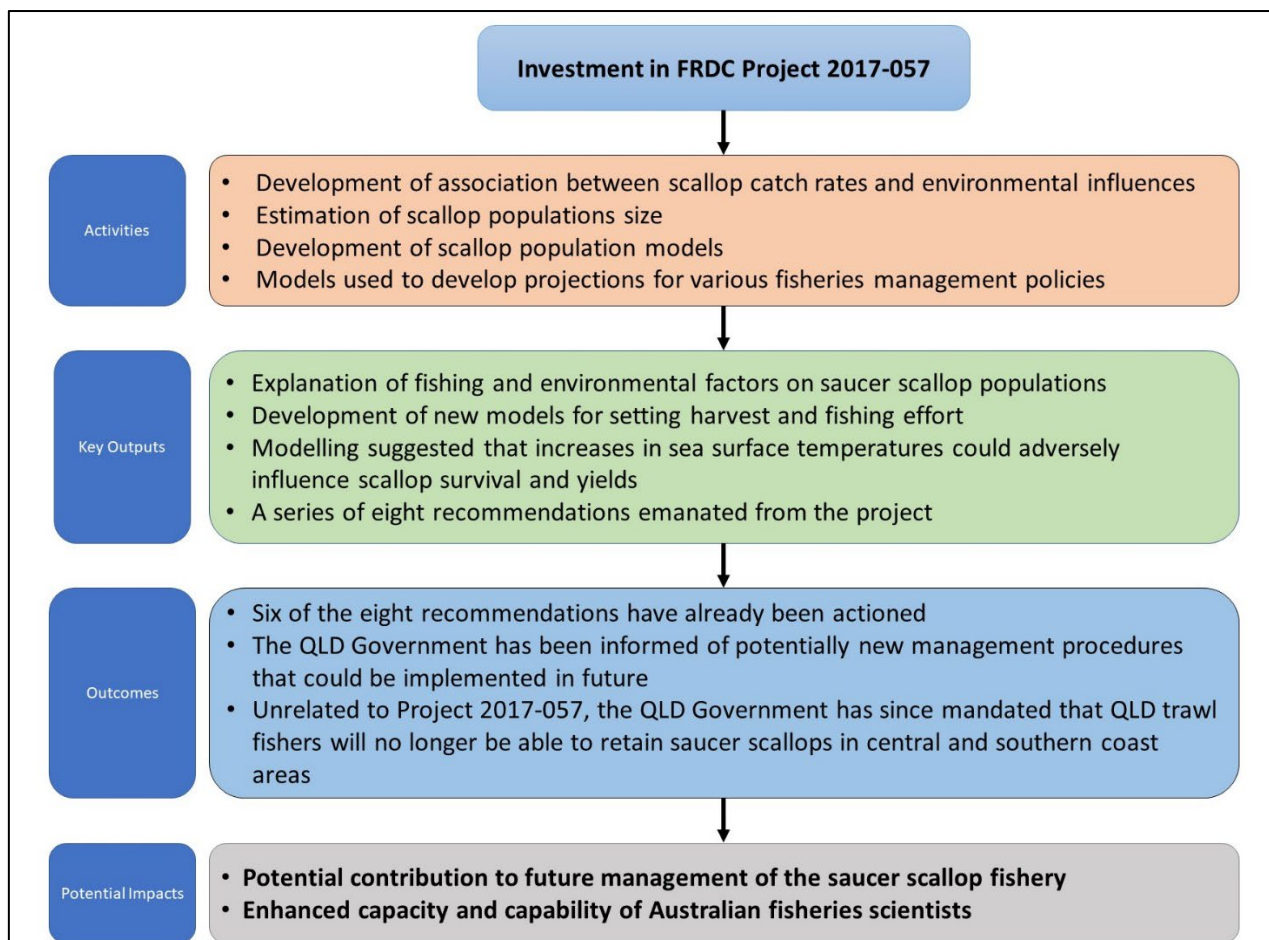 Investment in FRDC Project 2017-057
Activities
• Development of association between scallop catch rates and environmental influences
• Estimation of scallop populations size
• Development of scallop population models
• Models used to develop projections for various fisheries management policies
Key Outputs
• Explanation of fishing and environmental factors on saucer scallop populations
• Development of new models for setting harvest and fishing effort
• Modelling suggested that increases in sea surface temperatures could adversely
influence scallop survival and yields
• A series of eight recommendations emanated from the project
Outcomes
• Six of the eight recommendations have already been actioned
• The QLD Government has been informed of potentially new management procedures
that could be implemented in future
• Unrelated to Project 2017-057, the QLD Government has since mandated that QLD trawl
fishers will no longer be able to retain saucer scallops in central and southern coast
areas
Potential Impacts
• Potential contribution to future management of the saucer scallop fishery
• Enhanced capacity and capability of Australian fisheries scientists